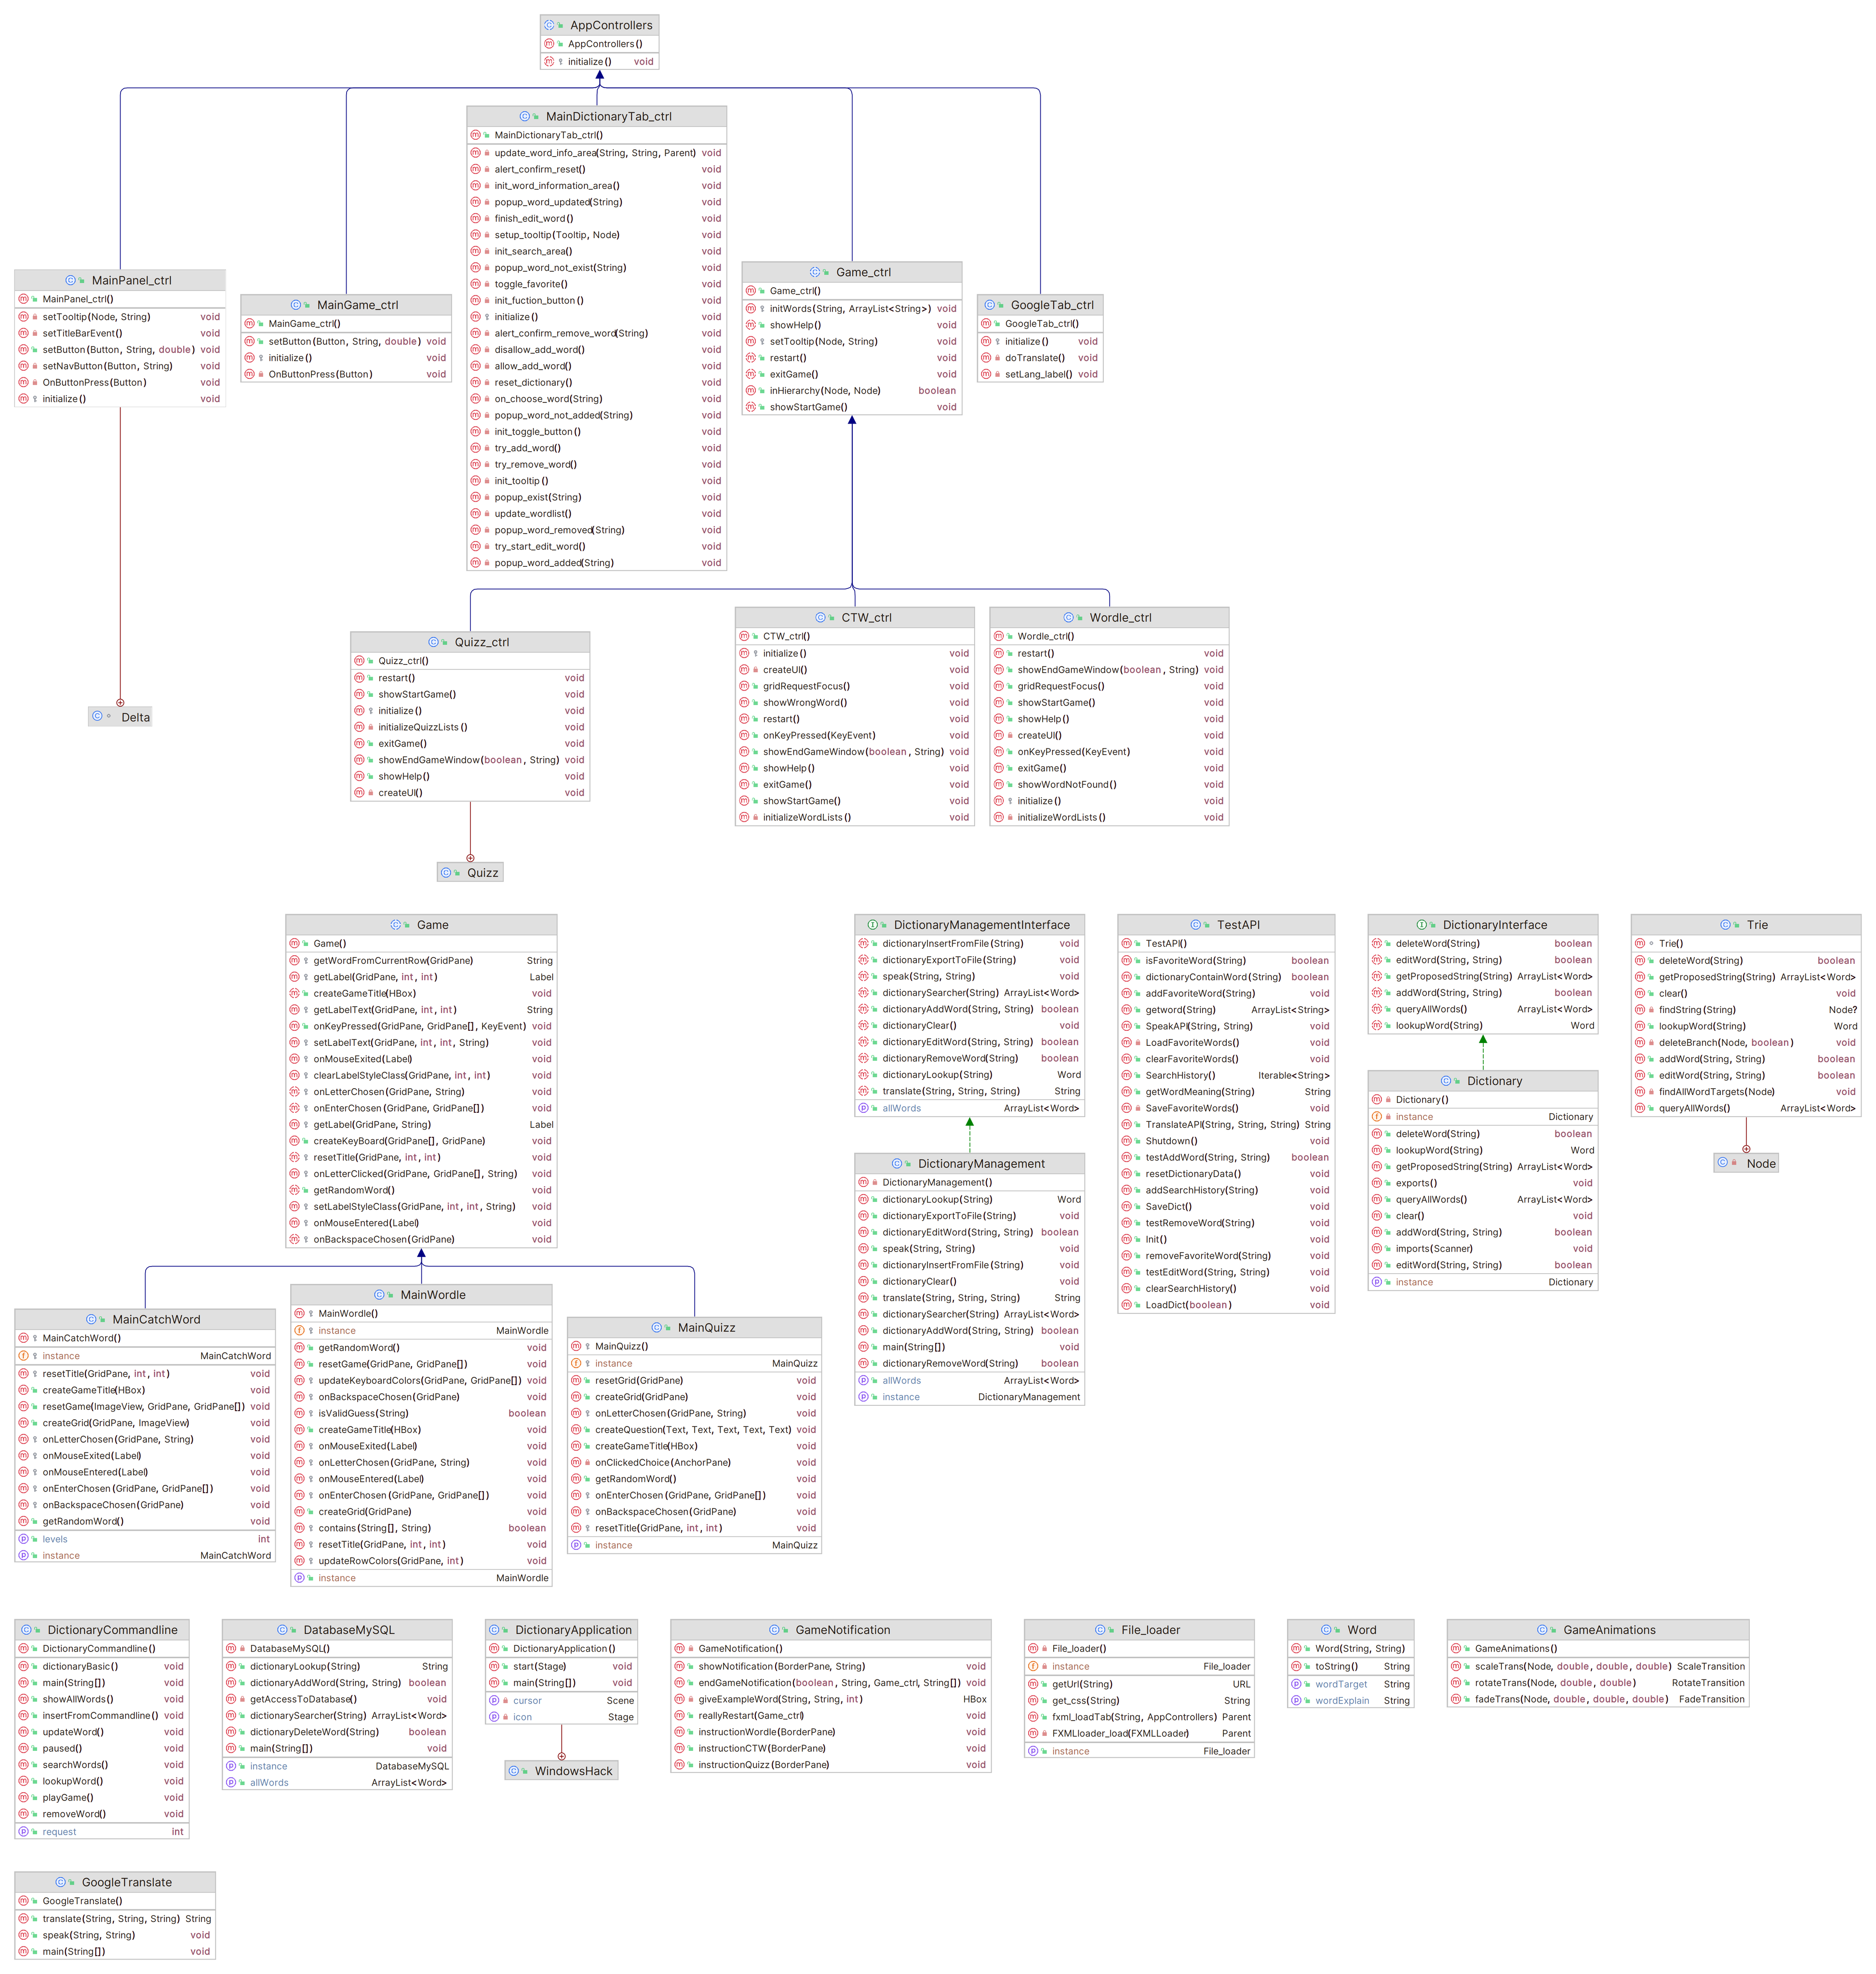 AppControllers
AppControllers()
initialize() void
MainDictionaryTab_ctrl
MainDictionaryTab_ctrl()
update_word_info_area(String, String, Parent) void
alert_confirm_reset() void
init_word_information_area() void
popup_word_updated(String) void
finish_edit_word() void
setup_tooltip(Tooltip, Node) void
init_search_area() void
popup_word_not_exist(String) void
toggle_favorite() void
init_fuction_button() void
initialize() void
alert_confirm_remove_word(String) void
disallow_add_word() void
allow_add_word() void
reset_dictionary() void
on_choose_word(String) void
popup_word_not_added(String) void
init_toggle_button() void
try_add_word() void
try_remove_word() void
init_tooltip() void
popup_exist(String) void
update_wordlist() void
popup_word_removed(String) void
try_start_edit_word() void
popup_word_added(String) void
MainPanel_ctrl
MainPanel_ctrl()
setTooltip(Node, String) void
setTitleBarEvent() void
setButton(Button, String, double) void
setNavButton(Button, String) void
OnButtonPress(Button) void
initialize() void
MainGame_ctrl
MainGame_ctrl()
setButton(Button, String, double) void
initialize() void
OnButtonPress(Button) void
Game_ctrl
Game_ctrl()
initWords(String, ArrayList<String>) void
showHelp() void
setTooltip(Node, String) void
restart() void
exitGame() void
inHierarchy(Node, Node) boolean
showStartGame() void
GoogleTab_ctrl
GoogleTab_ctrl()
initialize() void
doTranslate() void
setLang_label() void
Delta
Quizz_ctrl
Quizz_ctrl()
restart() void
showStartGame() void
initialize() void
initializeQuizzLists() void
exitGame() void
showEndGameWindow(boolean, String) void
showHelp() void
createUI() void
CTW_ctrl
CTW_ctrl()
initialize() void
createUI() void
gridRequestFocus() void
showWrongWord() void
restart() void
onKeyPressed(KeyEvent) void
showEndGameWindow(boolean, String) void
showHelp() void
exitGame() void
showStartGame() void
initializeWordLists() void
Wordle_ctrl
Wordle_ctrl()
restart() void
showEndGameWindow(boolean, String) void
gridRequestFocus() void
showStartGame() void
showHelp() void
createUI() void
onKeyPressed(KeyEvent) void
exitGame() void
showWordNotFound() void
initialize() void
initializeWordLists() void
Quizz
Game
Game()
getWordFromCurrentRow(GridPane) String
getLabel(GridPane, int, int) Label
createGameTitle(HBox) void
getLabelText(GridPane, int, int) String
onKeyPressed(GridPane, GridPane[], KeyEvent) void
setLabelText(GridPane, int, int, String) void
onMouseExited(Label) void
clearLabelStyleClass(GridPane, int, int) void
onLetterChosen(GridPane, String) void
onEnterChosen(GridPane, GridPane[]) void
getLabel(GridPane, String) Label
createKeyBoard(GridPane[], GridPane) void
resetTitle(GridPane, int, int) void
onLetterClicked(GridPane, GridPane[], String) void
getRandomWord() void
setLabelStyleClass(GridPane, int, int, String) void
onMouseEntered(Label) void
onBackspaceChosen(GridPane) void
DictionaryManagementInterface
dictionaryInsertFromFile(String) void
dictionaryExportToFile(String) void
speak(String, String) void
dictionarySearcher(String) ArrayList<Word>
dictionaryAddWord(String, String) boolean
dictionaryClear() void
dictionaryEditWord(String, String) boolean
dictionaryRemoveWord(String) boolean
dictionaryLookup(String) Word
translate(String, String, String) String
allWords ArrayList<Word>
DictionaryManagement
DictionaryManagement()
dictionaryLookup(String) Word
dictionaryExportToFile(String) void
dictionaryEditWord(String, String) boolean
speak(String, String) void
dictionaryInsertFromFile(String) void
dictionaryClear() void
translate(String, String, String) String
dictionarySearcher(String) ArrayList<Word>
dictionaryAddWord(String, String) boolean
main(String[]) void
dictionaryRemoveWord(String) boolean
allWords ArrayList<Word>
instance DictionaryManagement
TestAPI
TestAPI()
isFavoriteWord(String) boolean
dictionaryContainWord(String) boolean
addFavoriteWord(String) void
getword(String) ArrayList<String>
SpeakAPI(String, String) void
LoadFavoriteWords() void
clearFavoriteWords() void
SearchHistory() Iterable<String>
getWordMeaning(String) String
SaveFavoriteWords() void
TranslateAPI(String, String, String) String
Shutdown() void
testAddWord(String, String) boolean
resetDictionaryData() void
addSearchHistory(String) void
SaveDict() void
testRemoveWord(String) void
Init() void
removeFavoriteWord(String) void
testEditWord(String, String) void
clearSearchHistory() void
LoadDict(boolean) void
DictionaryInterface
deleteWord(String) boolean
editWord(String, String) boolean
getProposedString(String) ArrayList<Word>
addWord(String, String) boolean
queryAllWords() ArrayList<Word>
lookupWord(String) Word
Dictionary
Dictionary()
instance Dictionary
deleteWord(String) boolean
lookupWord(String) Word
getProposedString(String) ArrayList<Word>
exports() void
queryAllWords() ArrayList<Word>
clear() void
addWord(String, String) boolean
imports(Scanner) void
editWord(String, String) boolean
instance Dictionary
Trie
Trie()
deleteWord(String) boolean
getProposedString(String) ArrayList<Word>
clear() void
findString(String) Node?
lookupWord(String) Word
deleteBranch(Node, boolean) void
addWord(String, String) boolean
editWord(String, String) boolean
findAllWordTargets(Node) void
queryAllWords() ArrayList<Word>
Node
MainCatchWord
MainCatchWord()
instance MainCatchWord
resetTitle(GridPane, int, int) void
createGameTitle(HBox) void
resetGame(ImageView, GridPane, GridPane[]) void
createGrid(GridPane, ImageView) void
onLetterChosen(GridPane, String) void
onMouseExited(Label) void
onMouseEntered(Label) void
onEnterChosen(GridPane, GridPane[]) void
onBackspaceChosen(GridPane) void
getRandomWord() void
levels int
instance MainCatchWord
MainWordle
MainWordle()
instance MainWordle
getRandomWord() void
resetGame(GridPane, GridPane[]) void
updateKeyboardColors(GridPane, GridPane[]) void
onBackspaceChosen(GridPane) void
isValidGuess(String) boolean
createGameTitle(HBox) void
onMouseExited(Label) void
onLetterChosen(GridPane, String) void
onMouseEntered(Label) void
onEnterChosen(GridPane, GridPane[]) void
createGrid(GridPane) void
contains(String[], String) boolean
resetTitle(GridPane, int, int) void
updateRowColors(GridPane, int) void
instance MainWordle
MainQuizz
MainQuizz()
instance MainQuizz
resetGrid(GridPane) void
createGrid(GridPane) void
onLetterChosen(GridPane, String) void
createQuestion(Text, Text, Text, Text, Text) void
createGameTitle(HBox) void
onClickedChoice(AnchorPane) void
getRandomWord() void
onEnterChosen(GridPane, GridPane[]) void
onBackspaceChosen(GridPane) void
resetTitle(GridPane, int, int) void
instance MainQuizz
DictionaryCommandline
DictionaryCommandline()
dictionaryBasic() void
main(String[]) void
showAllWords() void
insertFromCommandline() void
updateWord() void
paused() void
searchWords() void
lookupWord() void
playGame() void
removeWord() void
request int
DatabaseMySQL
DatabaseMySQL()
dictionaryLookup(String) String
dictionaryAddWord(String, String) boolean
getAccessToDatabase() void
dictionarySearcher(String) ArrayList<Word>
dictionaryDeleteWord(String) boolean
main(String[]) void
instance DatabaseMySQL
allWords ArrayList<Word>
DictionaryApplication
DictionaryApplication()
start(Stage) void
main(String[]) void
cursor Scene
icon Stage
WindowsHack
GameNotification
GameNotification()
showNotification(BorderPane, String) void
endGameNotification(boolean, String, Game_ctrl, String[]) void
giveExampleWord(String, String, int) HBox
reallyRestart(Game_ctrl) void
instructionWordle(BorderPane) void
instructionCTW(BorderPane) void
instructionQuizz(BorderPane) void
File_loader
File_loader()
instance File_loader
getUrl(String) URL
get_css(String) String
fxml_loadTab(String, AppControllers) Parent
FXMLloader_load(FXMLLoader) Parent
instance File_loader
Word
Word(String, String)
toString() String
wordTarget String
wordExplain String
GameAnimations
GameAnimations()
scaleTrans(Node, double, double, double) ScaleTransition
rotateTrans(Node, double, double, double) RotateTransition
fadeTrans(Node, double, double, double) FadeTransition
GoogleTranslate
GoogleTranslate()
translate(String, String, String) String
speak(String, String) void
main(String[]) void